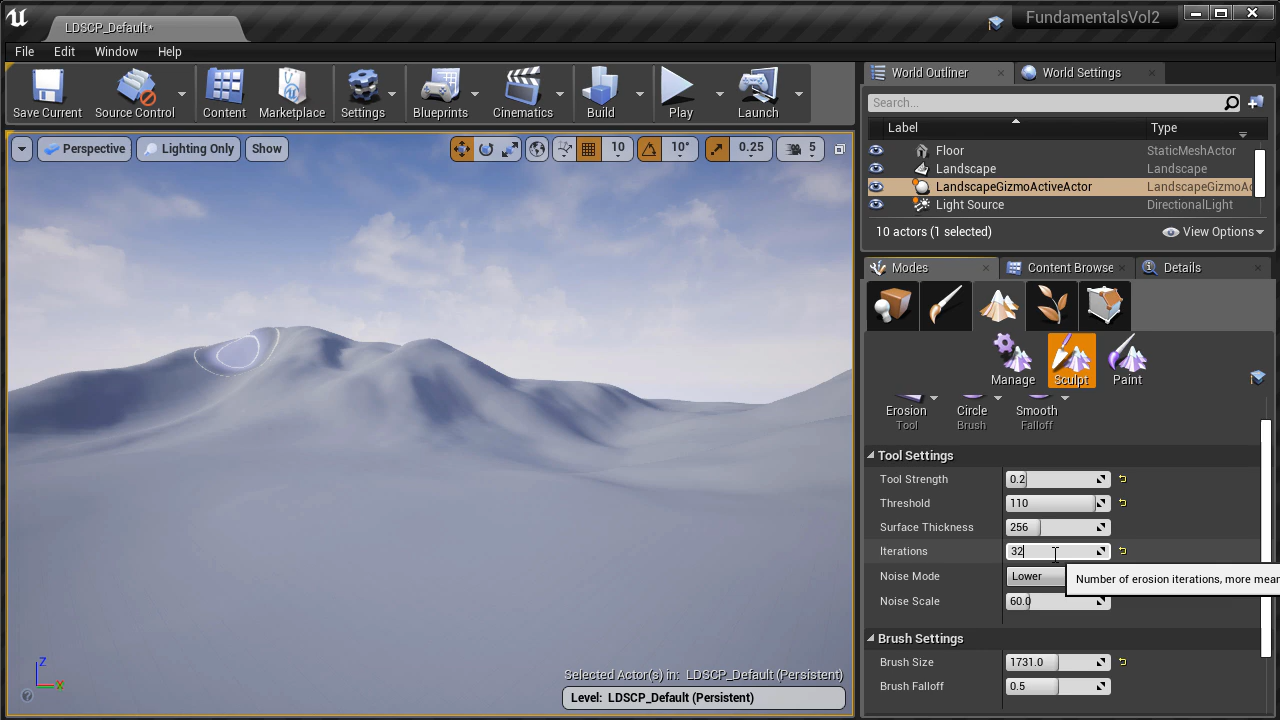 LDSCP_Default*
FundamentalsVol2
File Edit Window Help
Save Current
Source Control
Content
Marketplace
Settings
Blueprints
Cinematics
Build
Play
Launch
Perspective
Lighting Only
Show
10
10°
0.25
5
Selected Actor(s) in: LDSCP_Default (Persistent)
Level: LDSCP_Default (Persistent)
World Outliner
World Settings
Search...
Label Type
Floor StaticMeshActor
Landscape Landscape
LandscapeGizmoActiveActor LandscapeGizmoAc
Light Source DirectionalLight
10 actors (1 selected)
View Options
Modes
Content Browse
Details
Manage
Sculpt
Paint
Erosion Circle Smooth
Tool Brush Falloff
Tool Settings
Tool Strength 0.2
Threshold 110
Surface Thickness 256
Iterations 32
Noise Mode Lower
Number of erosion iterations, more mean
Noise Scale 60.0
Brush Settings
Brush Size 1731.0
Brush Falloff 0.5
Z
X